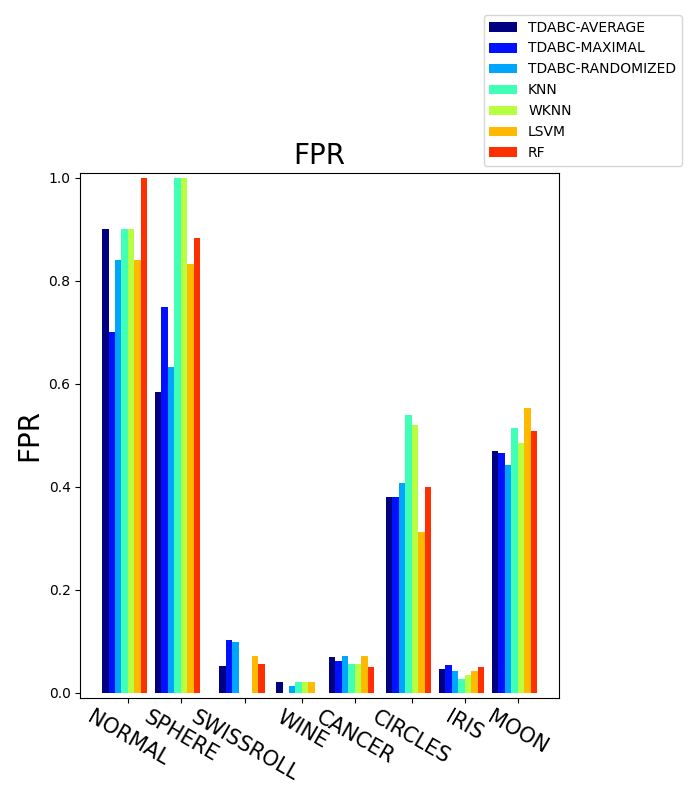 TDABC-AVERAGE
TDABC-MAXIMAL
TDABC-RANDOMIZED
KNN
WKNN
LSVM
RF
FPR
1.0
0.8
0.6
0.4
0.2
0.0
FPR
NORMAL
SPHERE
SWISSROLL
WINE
CANCER
CIRCLES
IRIS
MOON